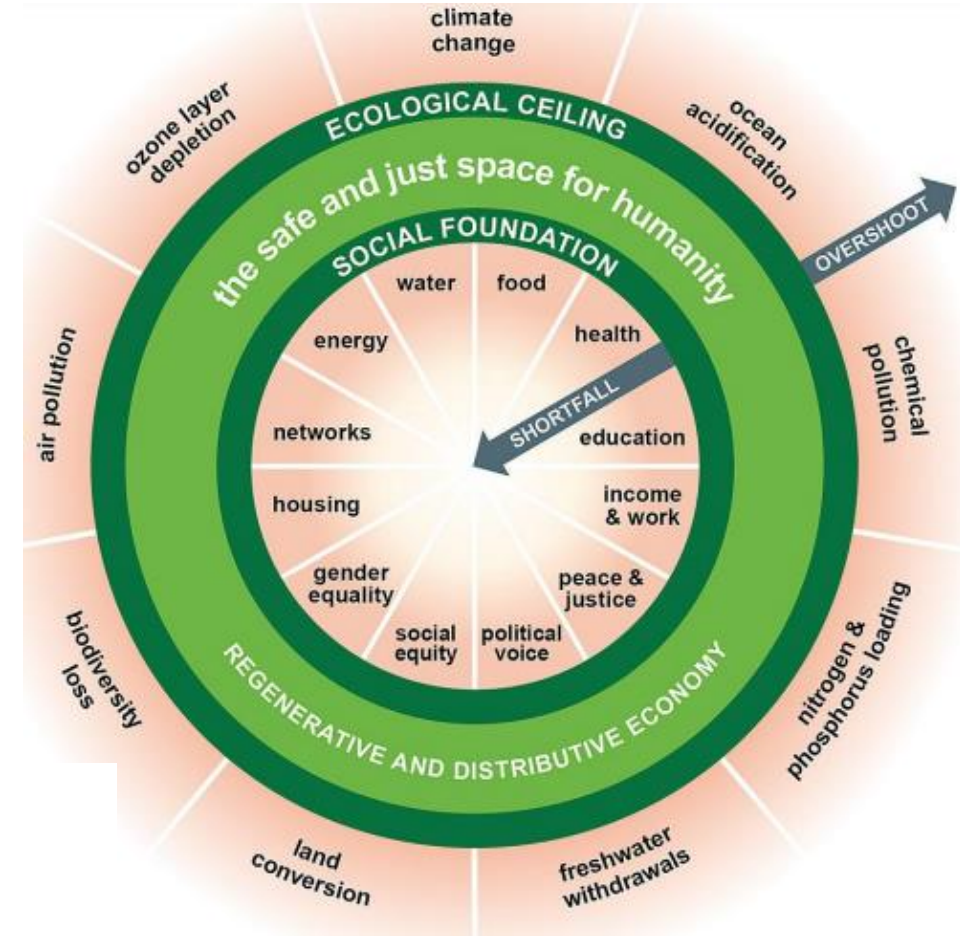 climate
change
ocean
acidification
OVERSHOOT
chemical
pollution
nitrogen &
phosphorus loading
freshwater
withdrawals
land
conversion
biodiversity
loss
air pollution
ozone layer
depletion
ECOLOGICAL CEILING
the safe and just space for humanity
SOCIAL FOUNDATION
water
food
health
SHORTFALL
education
income
& work
peace &
justice
political
voice
social
equity
gender
equality
housing
networks
energy
REGENERATIVE AND DISTRIBUTIVE ECONOMY